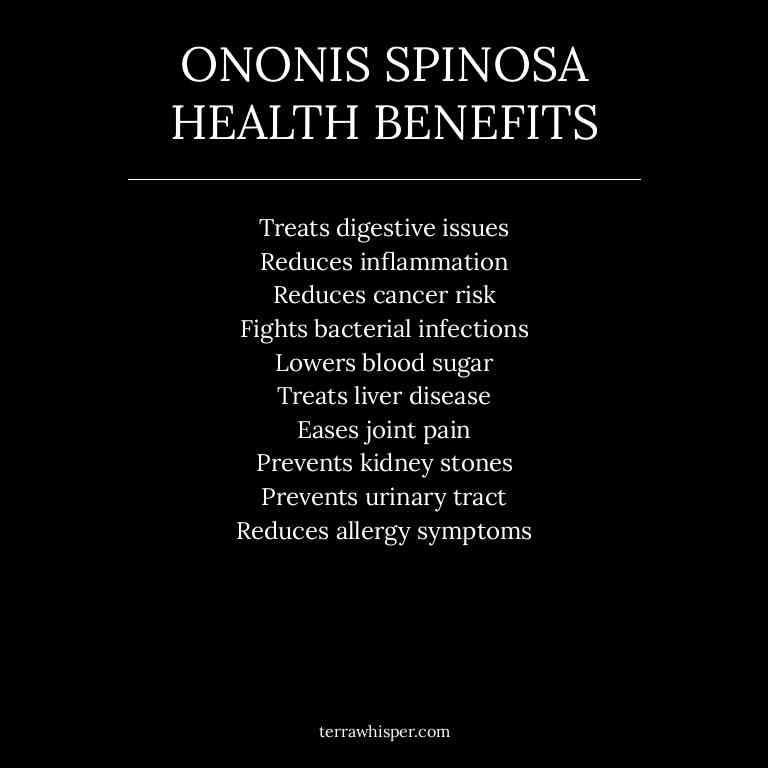 ONONIS SPINOSA
HEALTH BENEFITS
Treats digestive issues
Reduces inflammation
Reduces cancer risk
Fights bacterial infections
Lowers blood sugar
Treats liver disease
Eases joint pain
Prevents kidney stones
Prevents urinary tract
Reduces allergy symptoms
terrawhisper.com